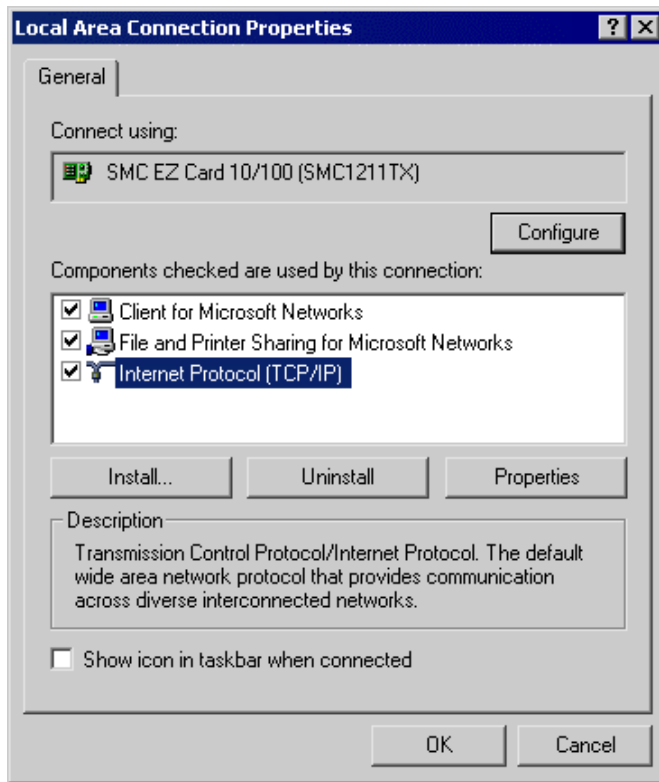 Local Area Connection Properties
General
Connect using:
SMC EZ Card 10/100 (SMC1211TX)
Configure
Components checked are used by this connection:
Client for Microsoft Networks
File and Printer Sharing for Microsoft Networks
Internet Protocol (TCP/IP)
Install... Uninstall Properties
Description
Transmission Control Protocol/Internet Protocol. The default
wide area network protocol that provides communication
across diverse interconnected networks.
Show icon in taskbar when connected
OK Cancel